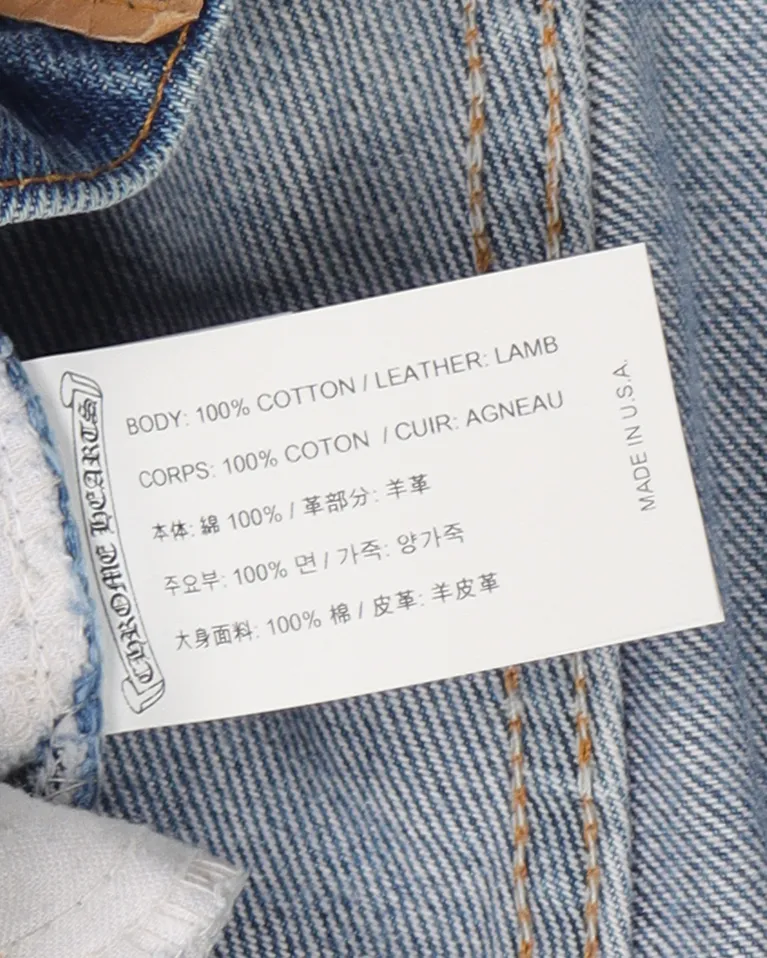 CHROME HEARTS
BODY: 100% COTTON / LEATHER: LAMB
CORPS: 100% COTON / CUIR: AGNEAU
本体: 綿 100% / 革部分: 羊革
주요부: 100% 면 / 가죽: 양가죽
大身面料: 100% 棉 / 皮革: 羊皮革
MADE IN U.S.A.